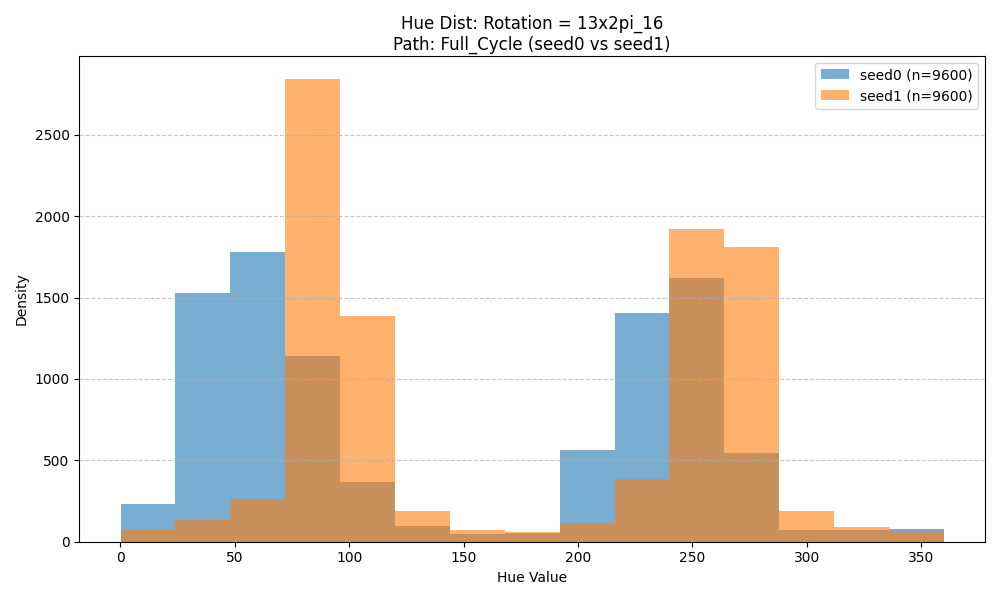 Hue Dist: Rotation = 13x2pi_16
Path: Full_Cycle (seed0 vs seed1)
seed0 (n=9600)
seed1 (n=9600)
Density
2500
2000
1500
1000
500
0
0 50 100 150 200 250 300 350
Hue Value